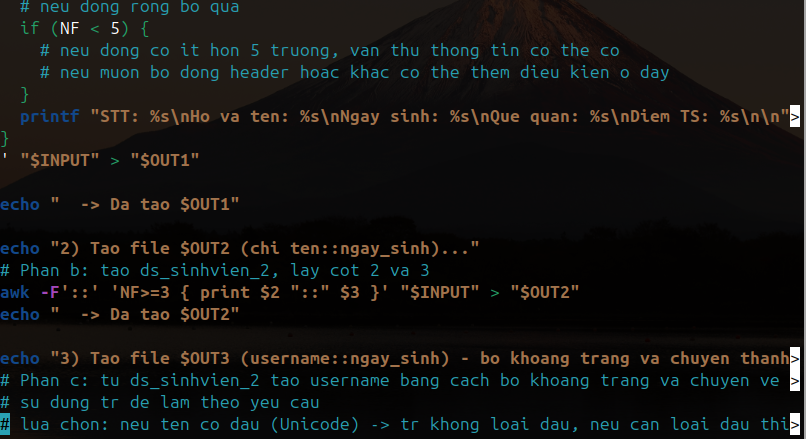 # neu dong rong bo qua
if (NF < 5) {
# neu dong co it hon 5 truong, van thu thong tin co the co
# neu muon bo dong header hoac khac co the them dieu kien o day
}
printf "STT: %s\nHo va ten: %s\nNgay sinh: %s\nQue quan: %s\nDiem TS: %s\n\n">
}
' "$INPUT" > "$OUT1"
echo "  -> Da tao $OUT1"
echo "2) Tao file $OUT2 (chi ten::ngay_sinh)..."
# Phan b: tao ds_sinhvien_2, lay cot 2 va 3
awk -F'::' 'NF>=3 { print $2 "::" $3 }' "$INPUT" > "$OUT2"
echo "  -> Da tao $OUT2"
echo "3) Tao file $OUT3 (username::ngay_sinh) - bo khoang trang va chuyen thanh>
# Phan c: tu ds_sinhvien_2 tao username bang cach bo khoang trang va chuyen ve >
# su dung tr de lam theo yeu cau
# lua chon: neu ten co dau (Unicode) -> tr khong loai dau, neu can loai dau thi>